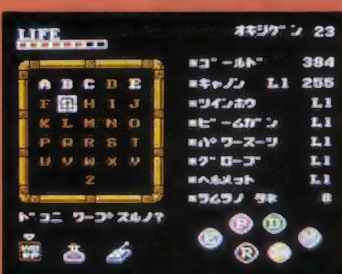 LIFE
オキシゲン 23
■ゴールド 384
■キャノン L1 255
■ツインホウ L1
■ビームガン L1
■パワースーツ L1
■グローブ L1
■ヘルメット L1
■ラムラノ タネ 8
A B C D E
F G H I J
K L M N O
P Q R S T
U V W X Y
Z
ドコニ ワープスルノ?
E D R